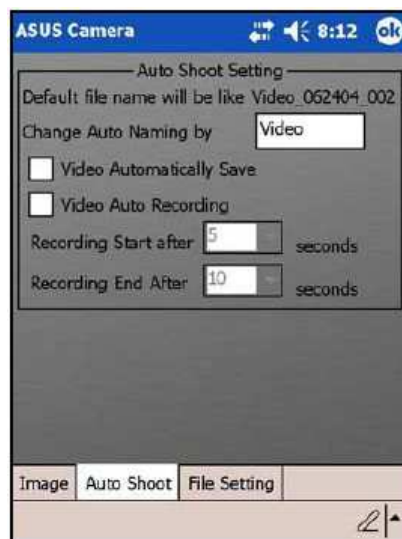 ASUS Camera 8:12 ok
Auto Shoot Setting
Default file name will be like Video_062404_002
Change Auto Naming by Video
Video Automatically Save
Video Auto Recording
Recording Start after 5 seconds
Recording End After 10 seconds
Image Auto Shoot File Setting